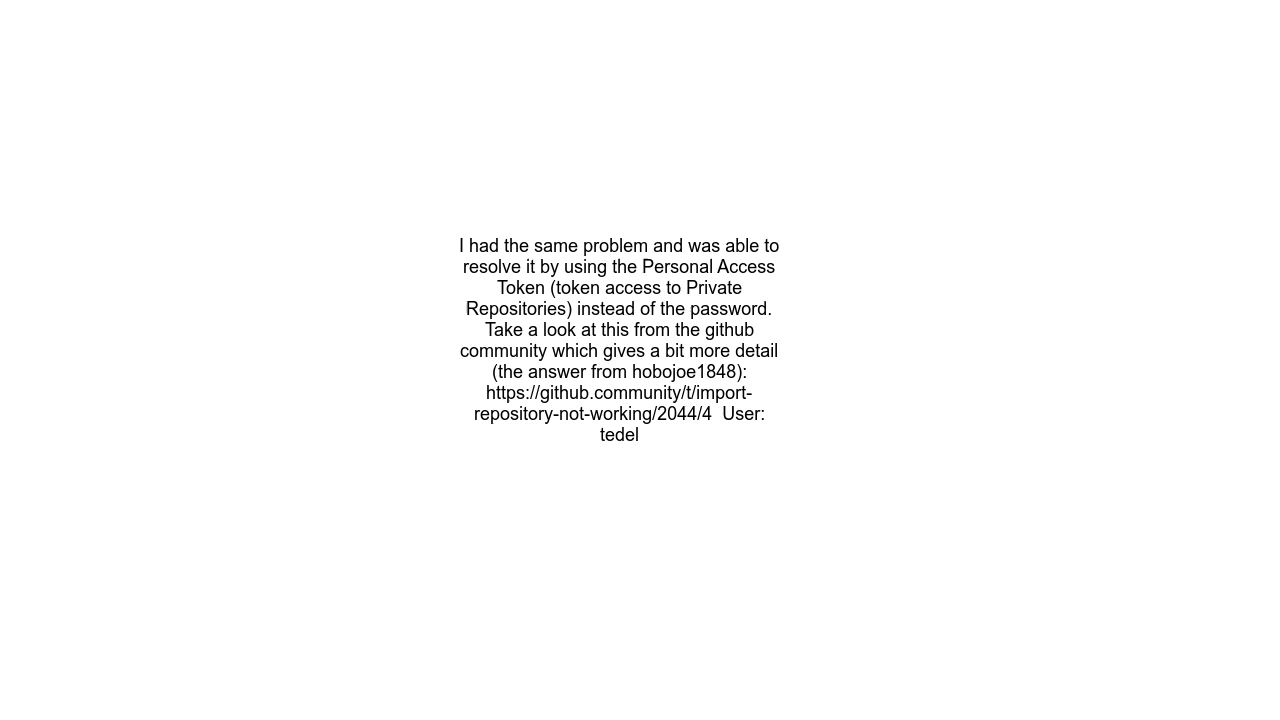 I had the same problem and was able to
resolve it by using the Personal Access
Token (token access to Private
Repositories) instead of the password.
Take a look at this from the github
community which gives a bit more detail
(the answer from hobojoe1848):
https://github.community/t/import-
repository-not-working/2044/4  User:
tedel